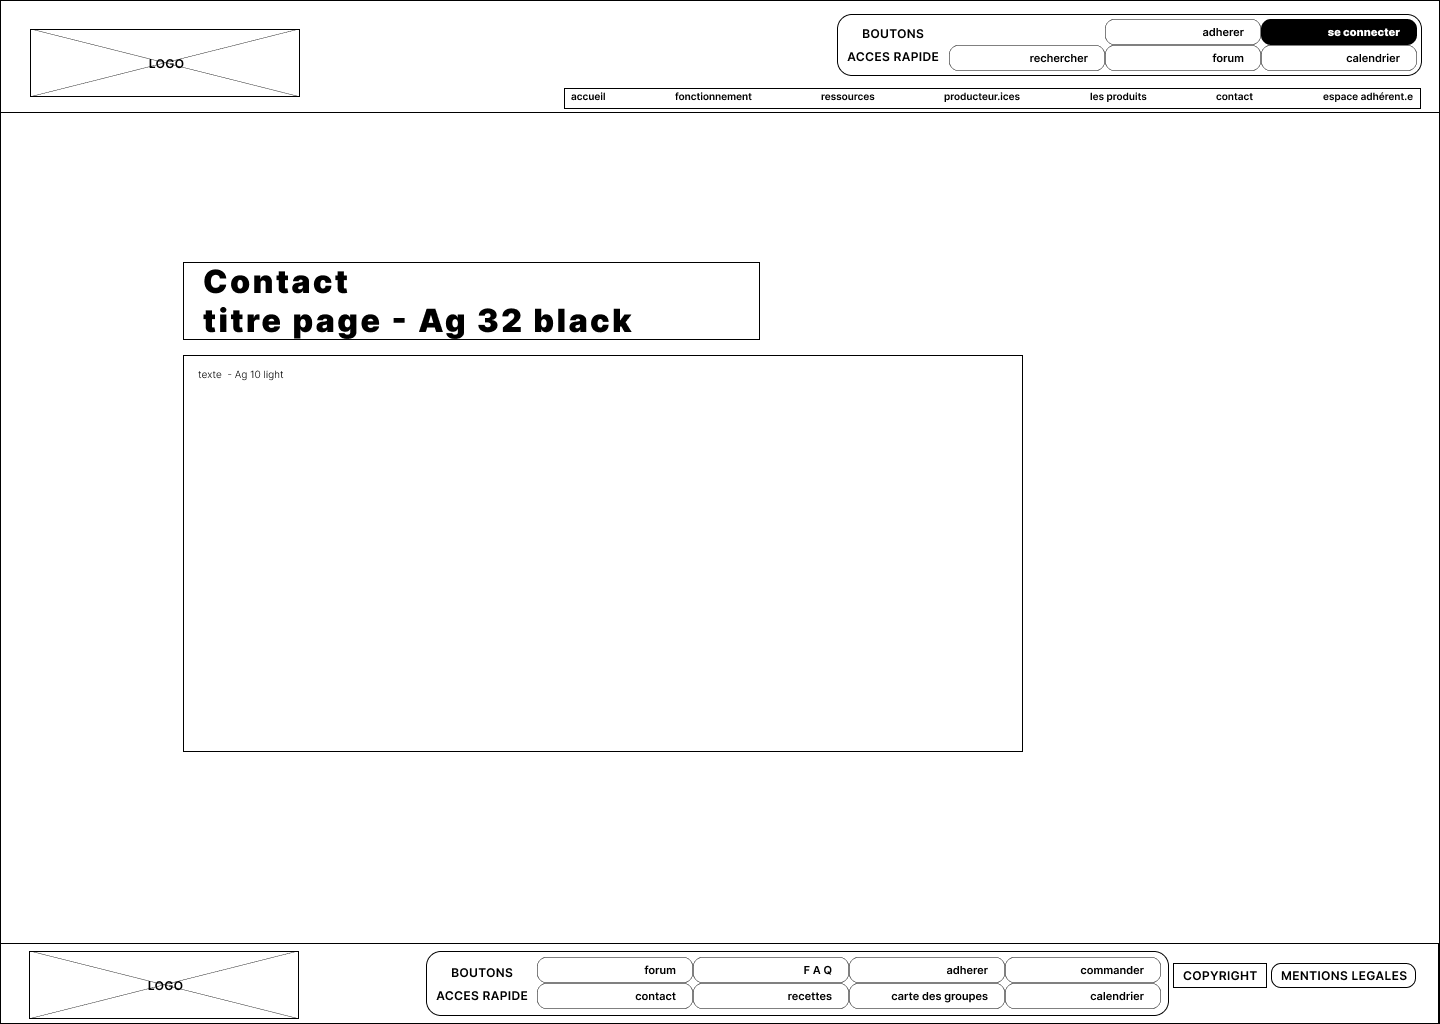 LOGO
BOUTONS
ACCES RAPIDE
adherer
se connecter
rechercher
forum
calendrier
accueil
fonctionnement
ressources
producteur.ices
les produits
contact
espace adhérent.e
Contact
titre page - Ag 32 black
texte  - Ag 10 light
LOGO
BOUTONS
ACCES RAPIDE
forum
F A Q
adherer
commander
contact
recettes
carte des groupes
calendrier
COPYRIGHT
MENTIONS LEGALES